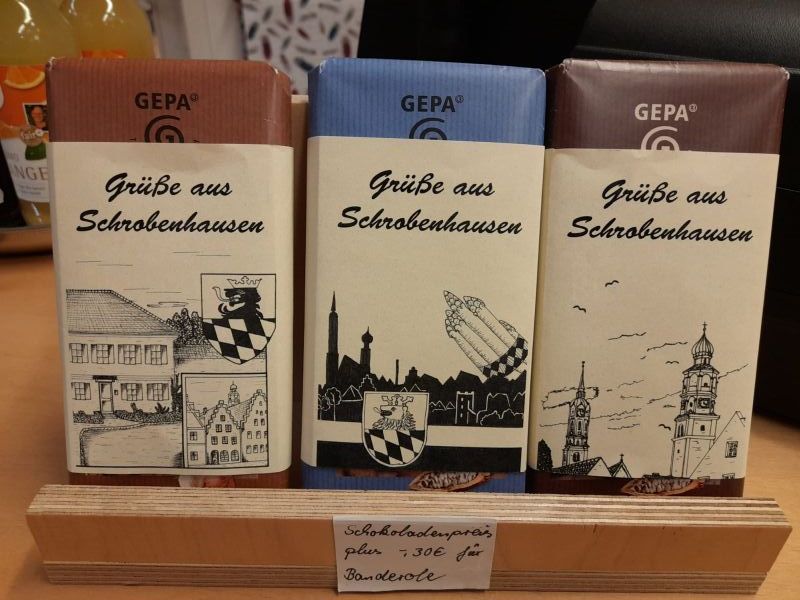 GEPA
Grüße aus
Schrobenhausen
GEPA
Grüße aus
Schrobenhausen
GEPA
Grüße aus
Schrobenhausen
Schokoladenpreis
plus -,30€ für
Banderole